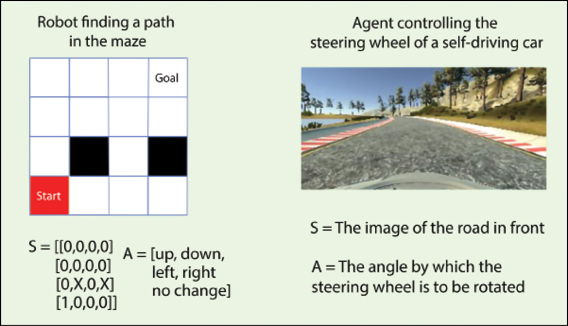 Robot finding a path
in the maze
Goal
Start
S = [[0,0,0,0]
[0,0,0,0]
[0,X,0,X]
[1,0,0,0]]
A = [up, down,
left, right
no change]
Agent controlling the
steering wheel of a self-driving car
S = The image of the road in front
A = The angle by which the
steering wheel is to be rotated